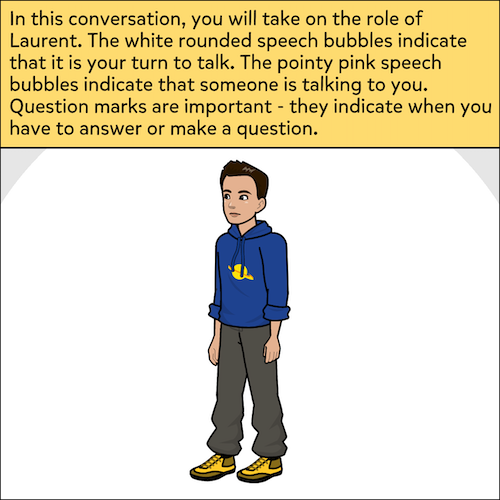 In this conversation, you will take on the role of
Laurent. The white rounded speech bubbles indicate
that it is your turn to talk. The pointy pink speech
bubbles indicate that someone is talking to you.
Question marks are important - they indicate when you
have to answer or make a question.